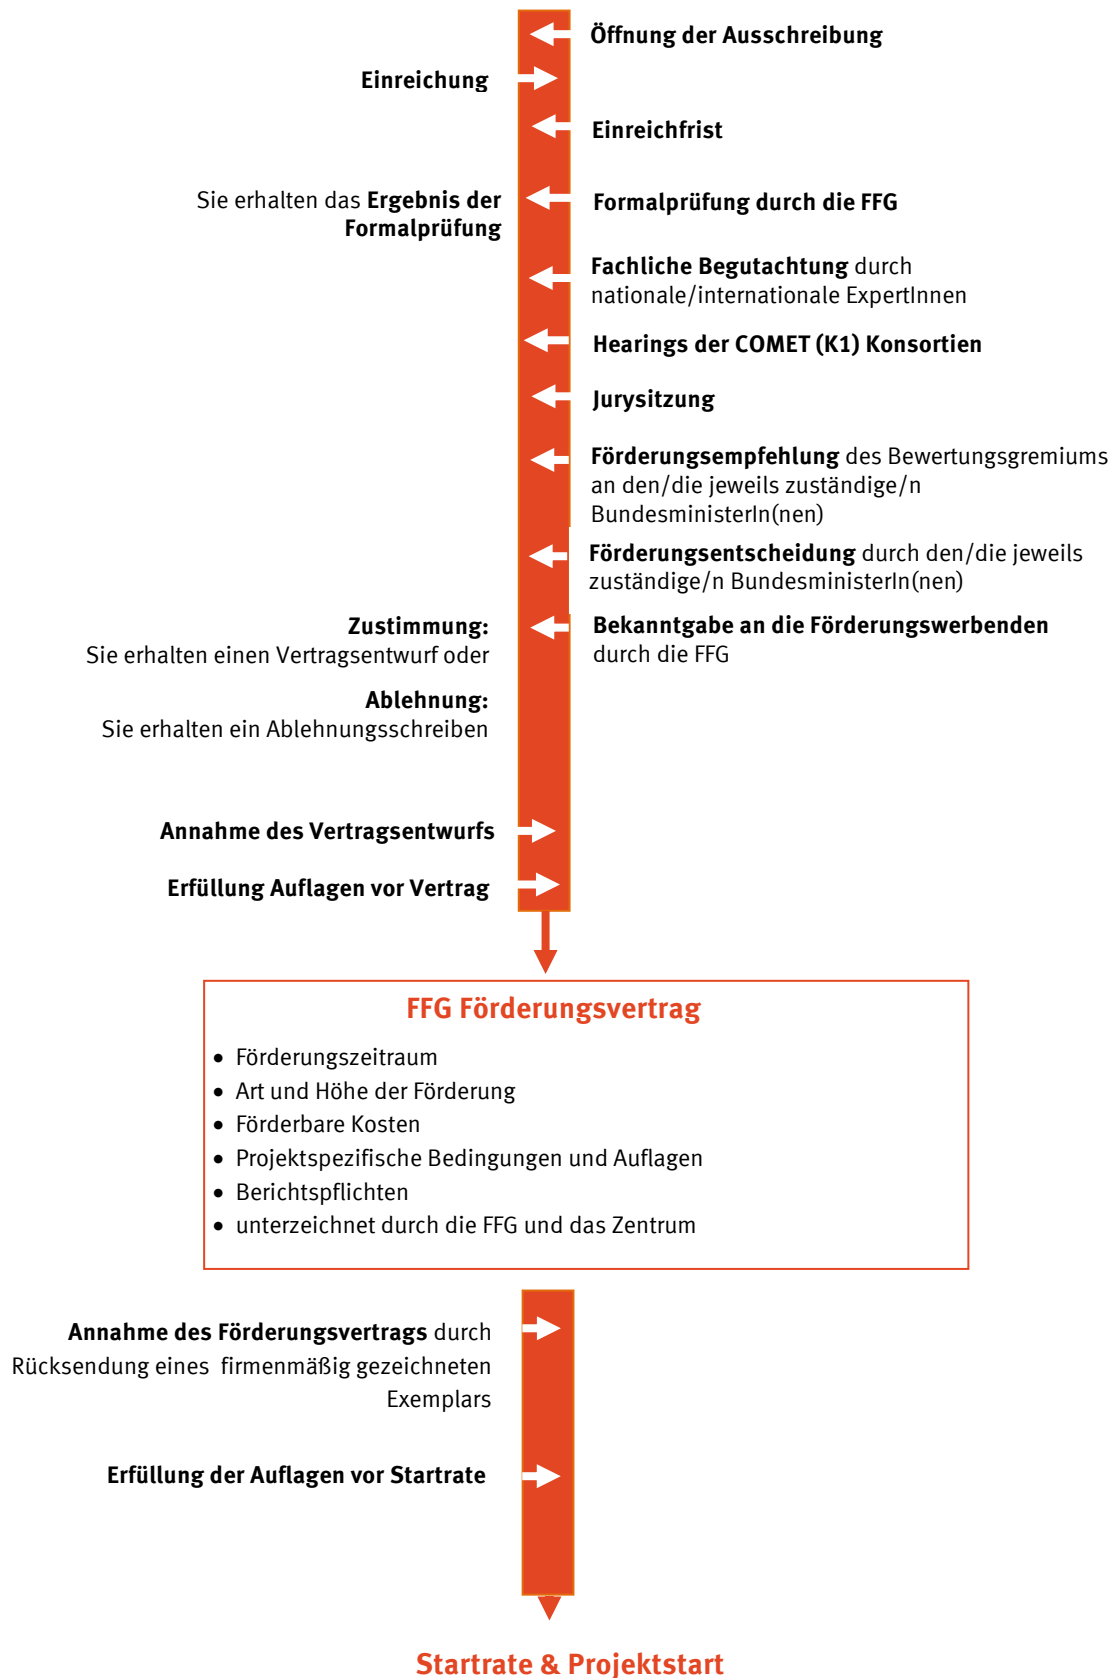 Öffnung der Ausschreibung
Einreichung
Einreichfrist
Sie erhalten das Ergebnis der
Formalprüfung
Formalprüfung durch die FFG
Fachliche Begutachtung durch
nationale/internationale ExpertInnen
Hearings der COMET (K1) Konsortien
Jurysitzung
Förderungsempfehlung des Bewertungsgremiums
an den/die jeweils zuständige/n
BundesministerIn(nen)
Förderungsentscheidung durch den/die jeweils
zuständige/n BundesministerIn(nen)
Zustimmung:
Sie erhalten einen Vertragsentwurf oder
Bekanntgabe an die Förderungswerbenden
durch die FFG
Ablehnung:
Sie erhalten ein Ablehnungsschreiben
Annahme des Vertragsentwurfs
Erfüllung Auflagen vor Vertrag
FFG Förderungsvertrag
• Förderungszeitraum
• Art und Höhe der Förderung
• Förderbare Kosten
• Projektspezifische Bedingungen und Auflagen
• Berichtspflichten
• unterzeichnet durch die FFG und das Zentrum
Annahme des Förderungsvertrags durch
Rücksendung eines firmenmäßig gezeichneten
Exemplars
Erfüllung der Auflagen vor Startrate
Startrate & Projektstart